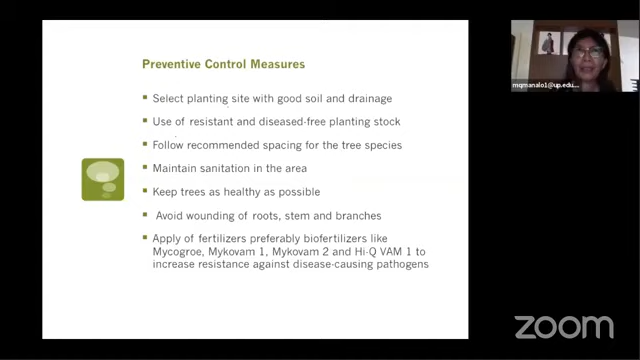 Preventive Control Measures
Select planting site with good soil and drainage
Use of resistant and diseased-free planting stock
Follow recommended spacing for the tree species
Maintain sanitation in the area
Keep trees as healthy as possible
Avoid wounding of roots, stem and branches
Apply of fertilizers preferably biofertilizers like
Mycogroe, Mykovam 1, Mykovam 2 and Hi-Q VAM 1 to
increase resistance against disease-causing pathogens
mqmanalo1@up.edu...
zoom